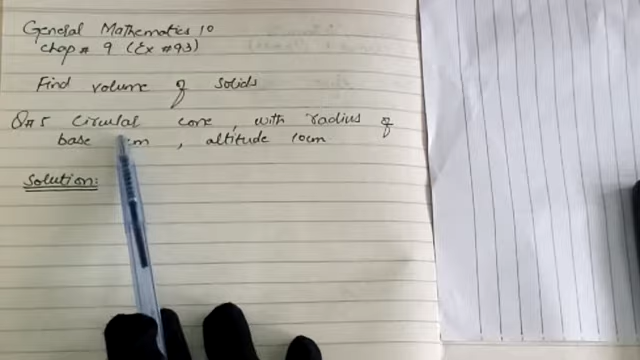 General Mathematics 10
chap # 9 (Ex # 9.3)
Find volume of solids
Q # 5 Circular cone, with radius of
base cm, altitude 10cm
Solution: